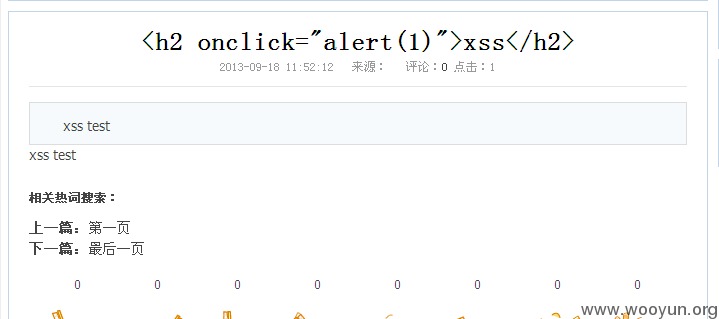 <h2 onclick="alert(1)">xss</h2>
2013-09-18 11:52:12 来源： 评论：0 点击：1
xss test
xss test
相关热词搜索：
上一篇：第一页
下一篇：最后一页
0 0 0 0 0 0 0 0
www.wooyun.org